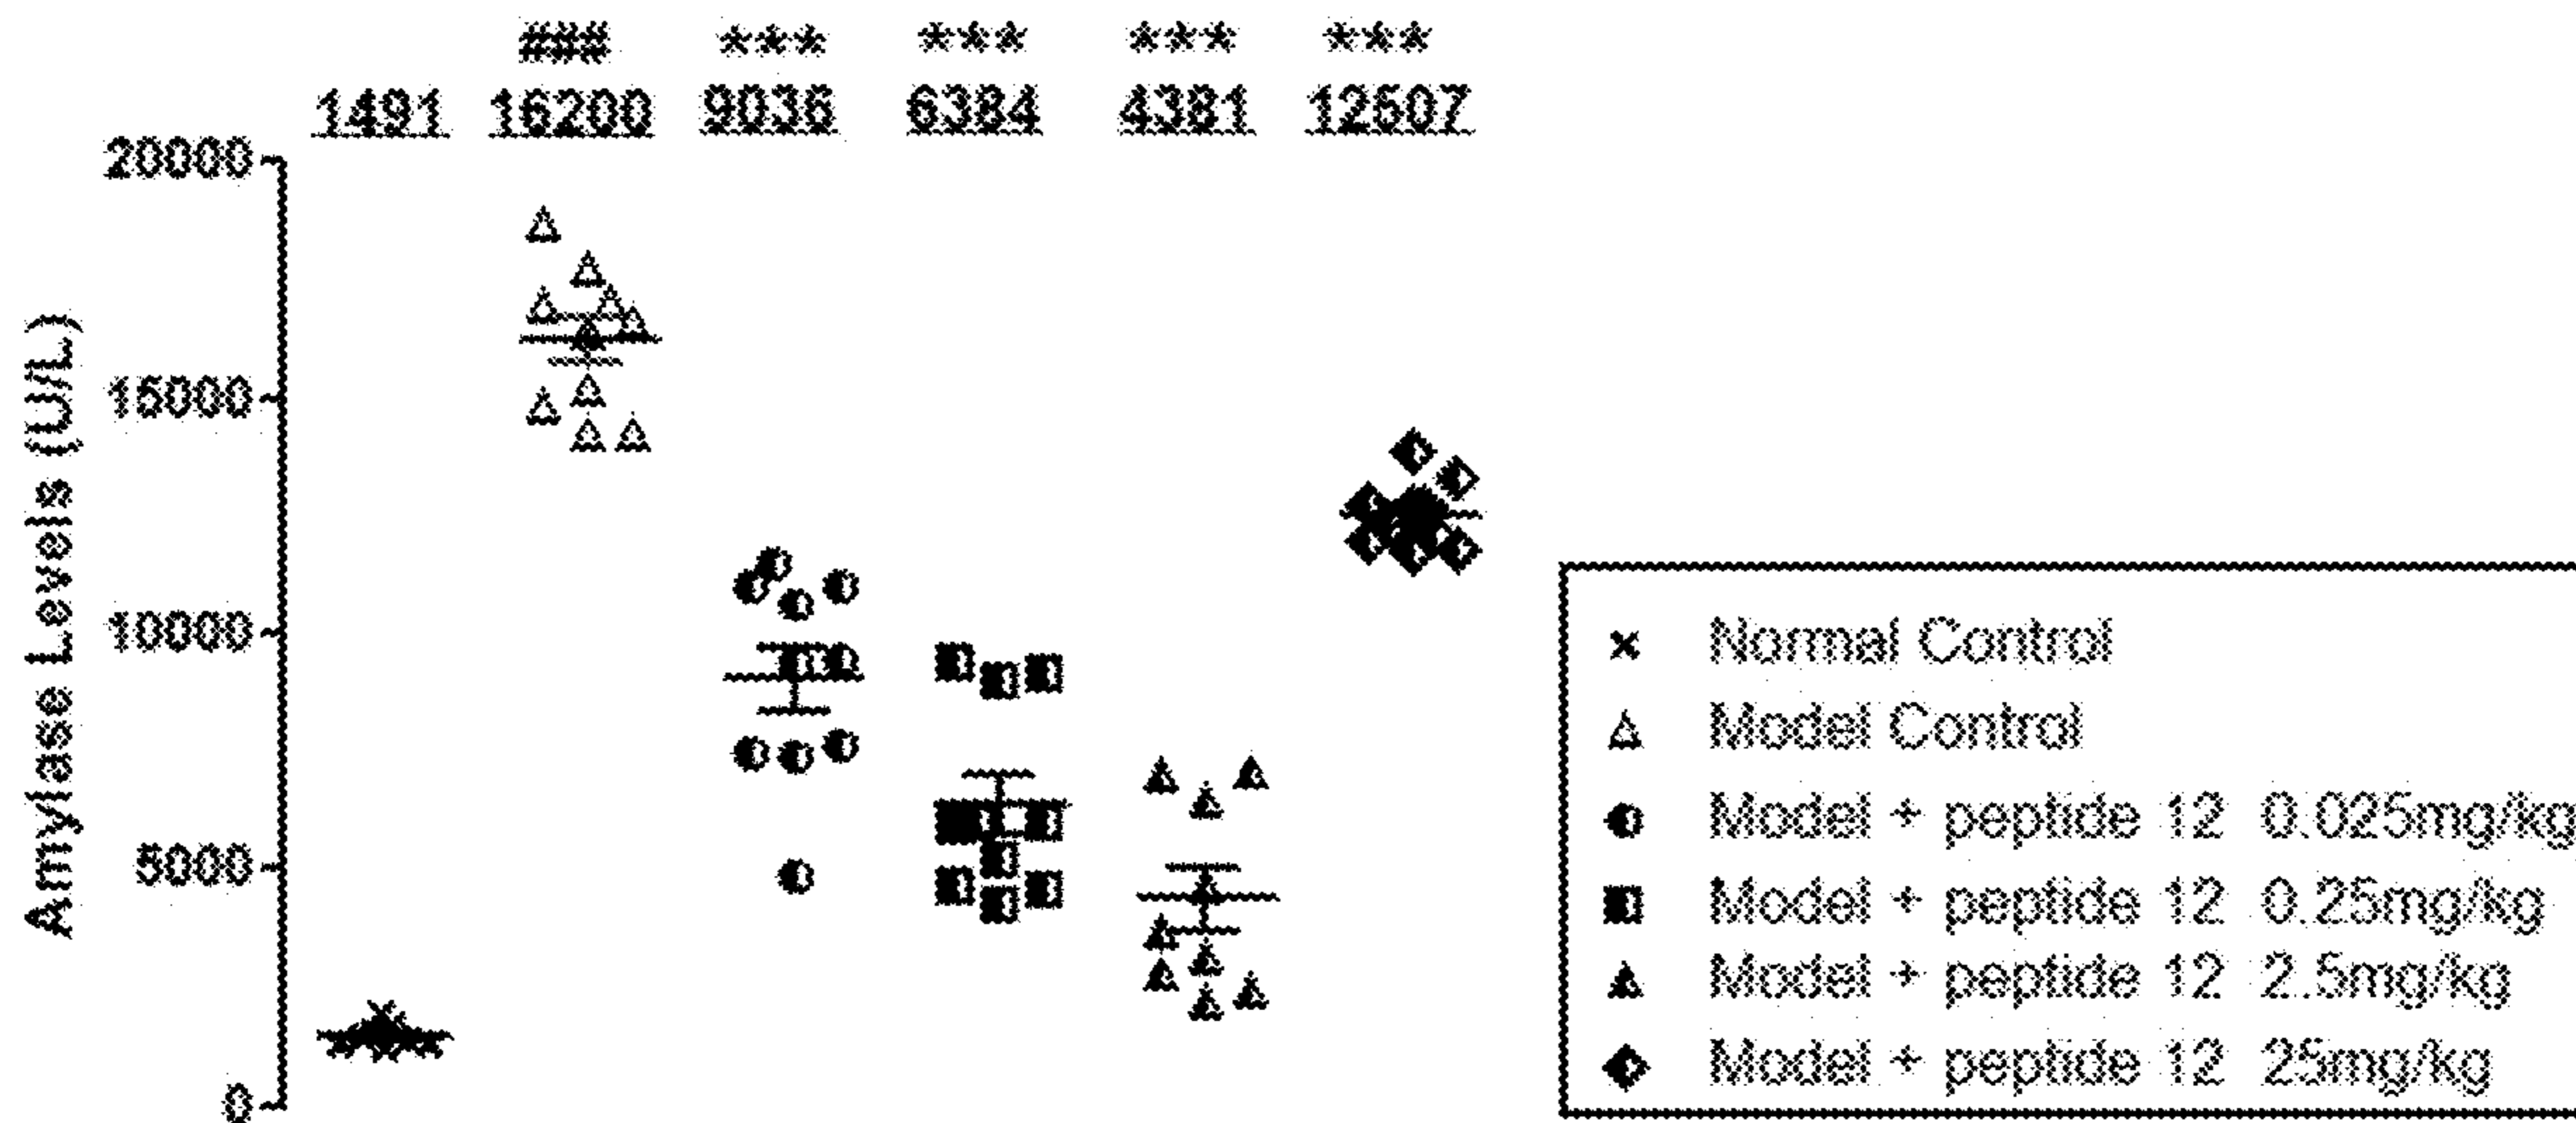 ### *** *** *** ***
1491 16200 9036 6384 4381 12507
20000
15000
10000
5000
0
Amylase Levels (U/L)
Normal Control
Model Control
Model + peptide 12 0.025mg/kg
Model + peptide 12 0.25mg/kg
Model + peptide 12 2.5mg/kg
Model + peptide 12 25mg/kg